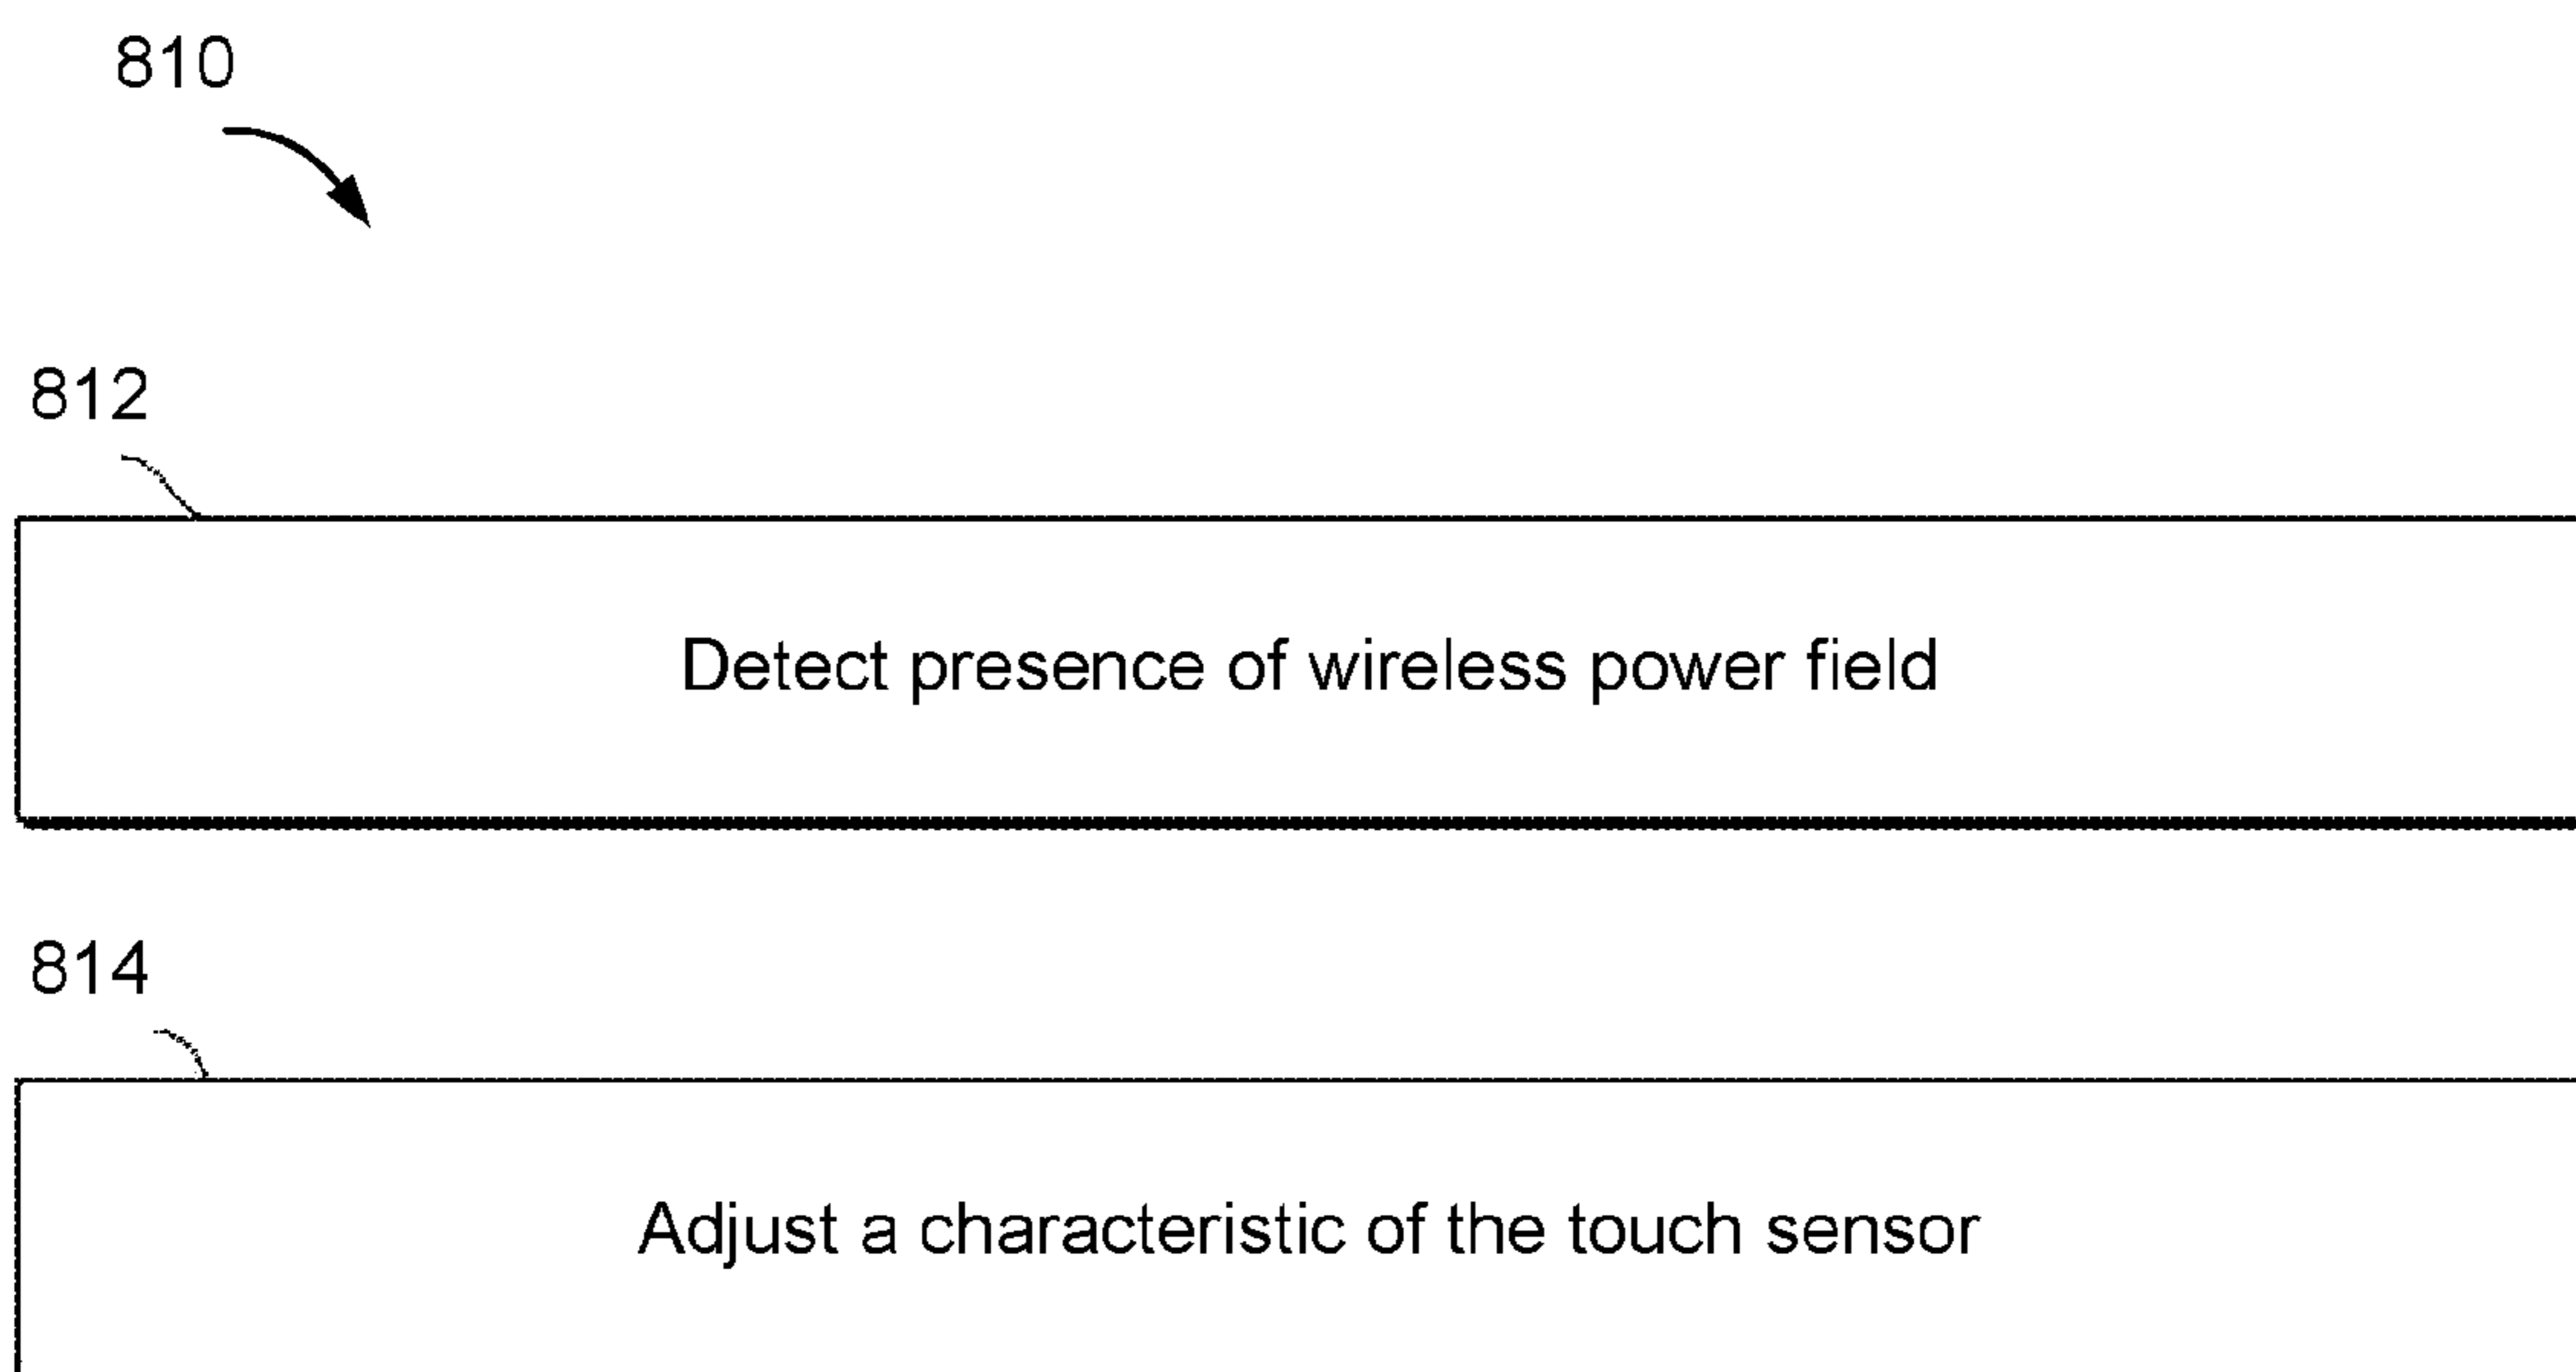 810
812
Detect presence of wireless power field
814
Adjust a characteristic of the touch sensor